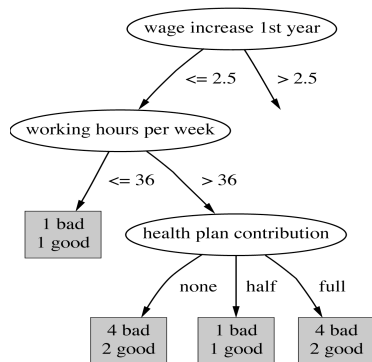 wage increase 1st year
<= 2.5
> 2.5
working hours per week
<= 36
> 36
1 bad
1 good
health plan contribution
none
half
full
4 bad
2 good
1 bad
1 good
4 bad
2 good